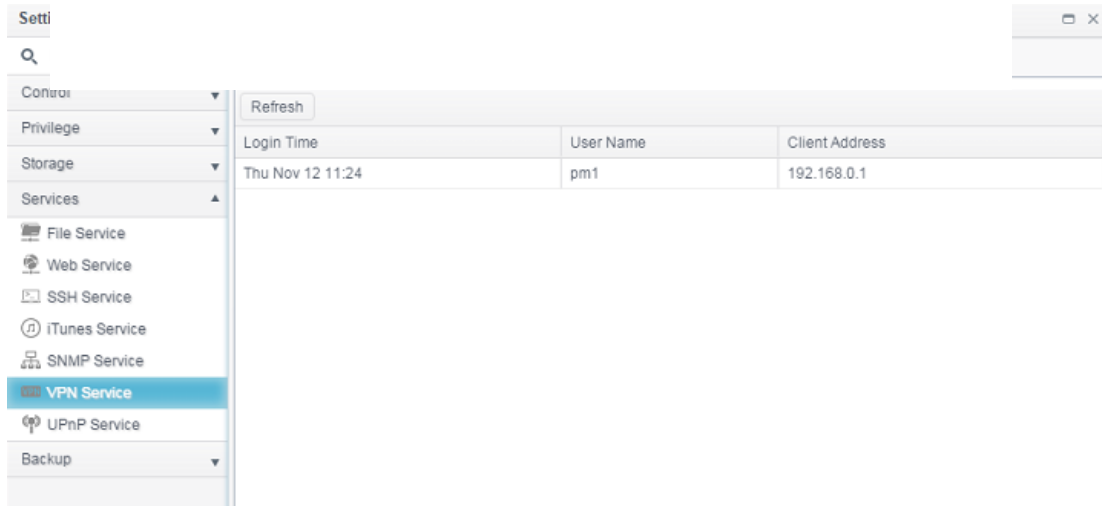 Setti
Control
Refresh
Privilege
Login Time User Name Client Address
Storage
Thu Nov 12 11:24 pm1 192.168.0.1
Services
File Service
Web Service
SSH Service
iTunes Service
SNMP Service
VPN Service
UPnP Service
Backup